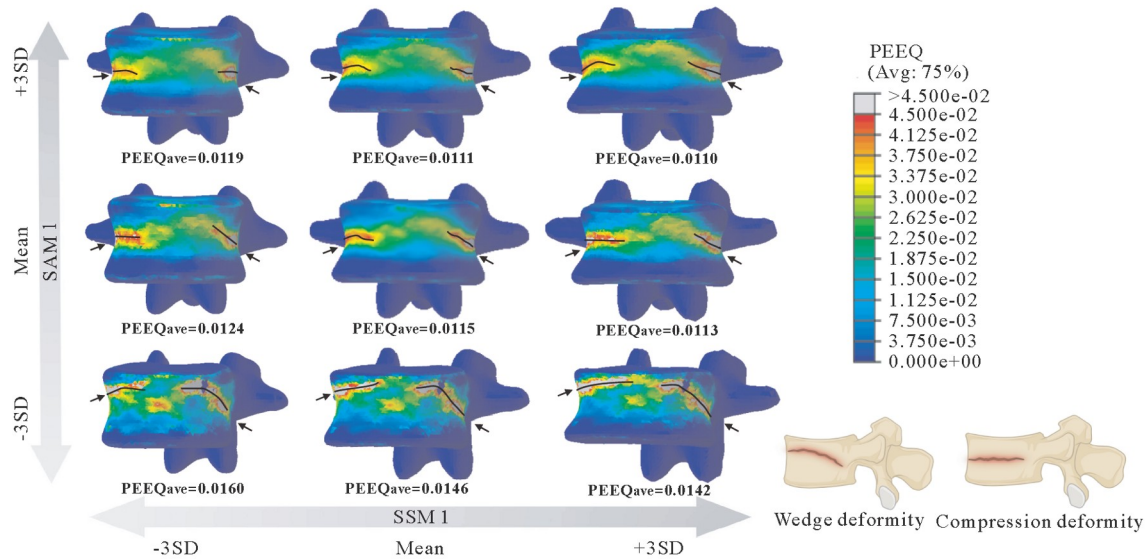 +3SD
PEEQave=0.0119
PEEQave=0.0111
PEEQave=0.0110
Mean
SAM 1
PEEQave=0.0124
PEEQave=0.0115
PEEQave=0.0113
-3SD
PEEQave=0.0160
PEEQave=0.0146
PEEQave=0.0142
SSM 1
-3SD
Mean
+3SD
PEEQ
(Avg: 75%)
>4.500e-02
4.500e-02
4.125e-02
3.750e-02
3.375e-02
3.000e-02
2.625e-02
2.250e-02
1.875e-02
1.500e-02
1.125e-02
7.500e-03
3.750e-03
0.000e+00
Wedge deformity
Compression deformity